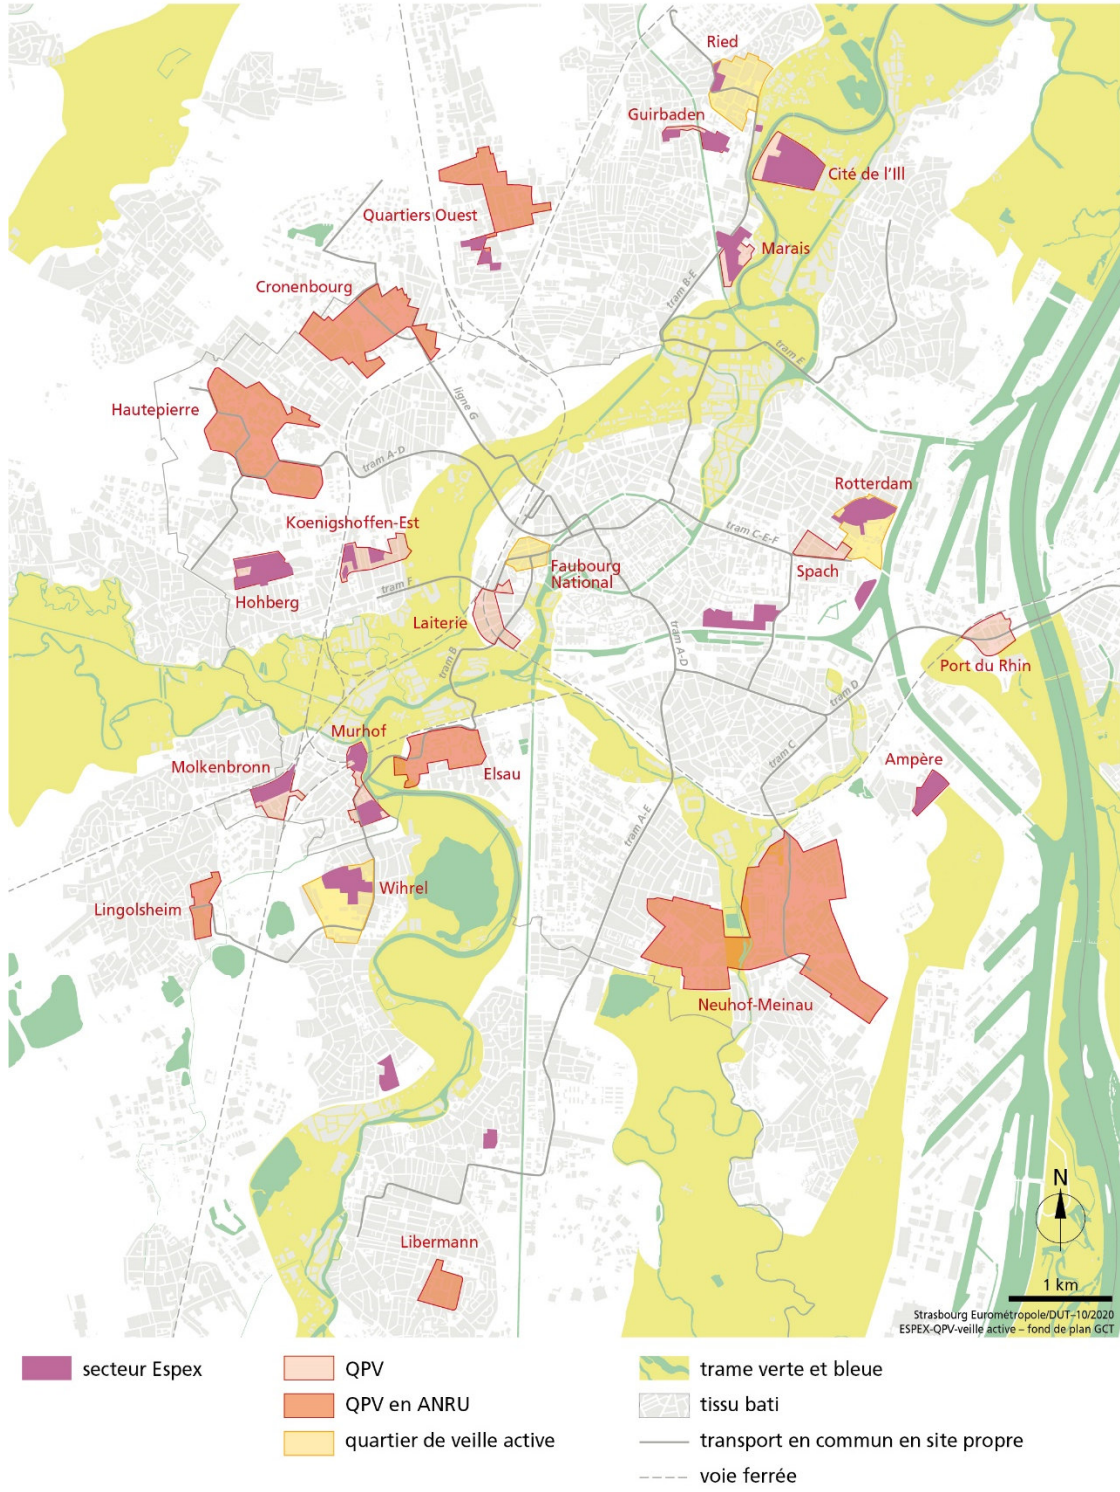 Ried
Guirbaden
Cité de l'Ill
Quartiers Ouest
Marais
Cronenbourg
tram B-E
tram E
Hautepierre
ligne G
tram A-D
Rotterdam
Koenigshoffen-Est
tram C-E-F
Faubourg
National
Spach
Hohberg
tram F
Laiterie
tram A-D
Port du Rhin
tram B
tram D
Murhof
Molkenbronn
Elsau
tram C
Ampère
tram A-E
Wihrel
Lingolsheim
Neuhof-Meinau
N
Libermann
1 km
Strasbourg Eurométropole/DUT–10/2020
ESPEX-QPV-veille active – fond de plan GCT
secteur Espex
QPV
QPV en ANRU
quartier de veille active
trame verte et bleue
tissu bati
transport en commun en site propre
voie ferrée